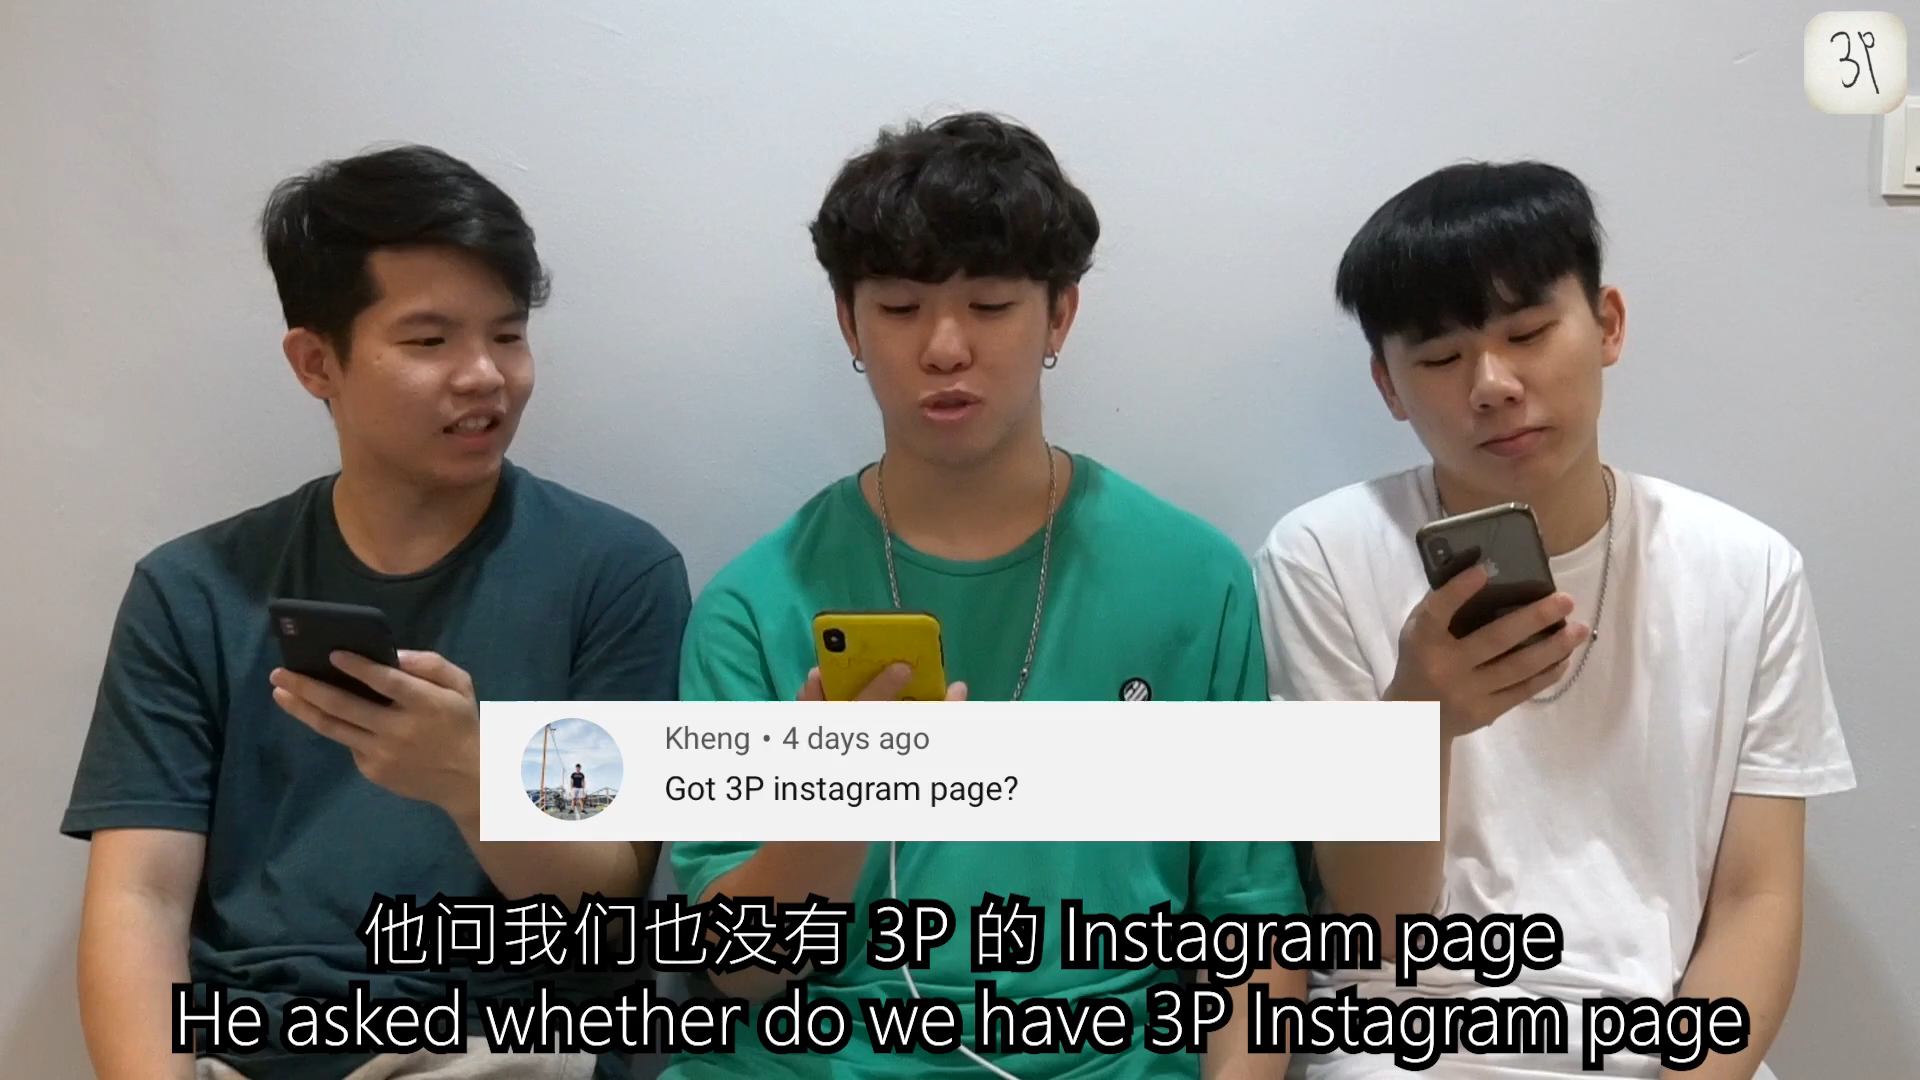 3P
Kheng • 4 days ago
Got 3P instagram page?
他问我们也没有 3P 的 Instagram page
He asked whether do we have 3P Instagram page